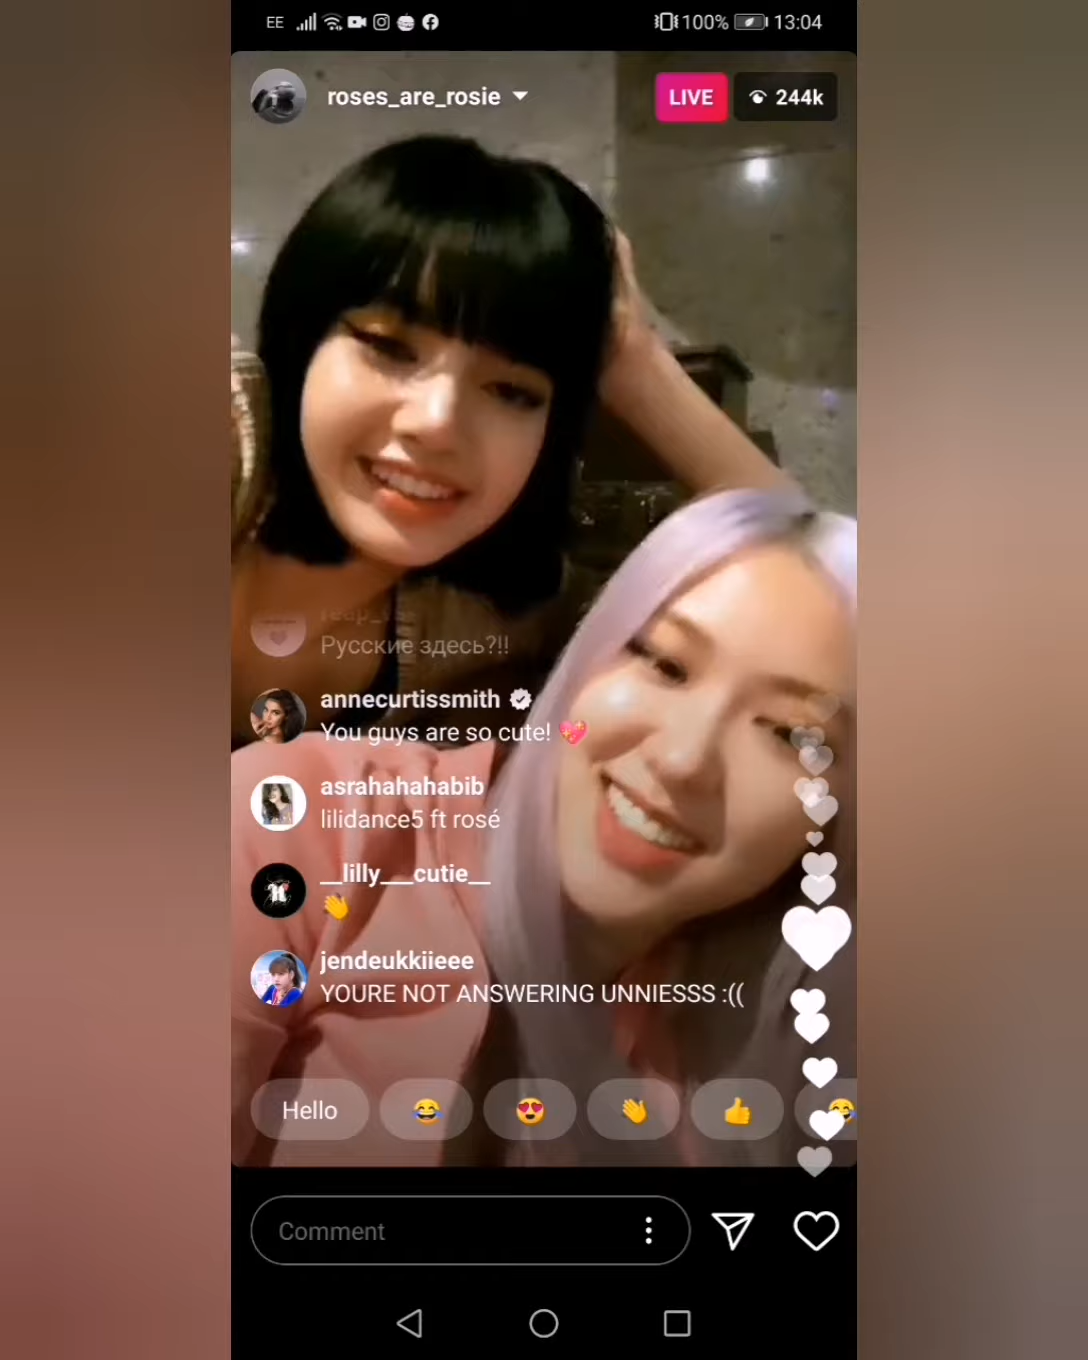 EE 100% 13:04
roses_are_rosie LIVE 244k
Русские здесь?!!
annecurtissmith
You guys are so cute! 💖
asrahahahabib
lilidance5 ft rosé
__lilly___cutie__
👋
jendeukkiieee
YOURE NOT ANSWERING UNNIESSS :((
Hello 😂 😍 👋 👍 😂
Comment